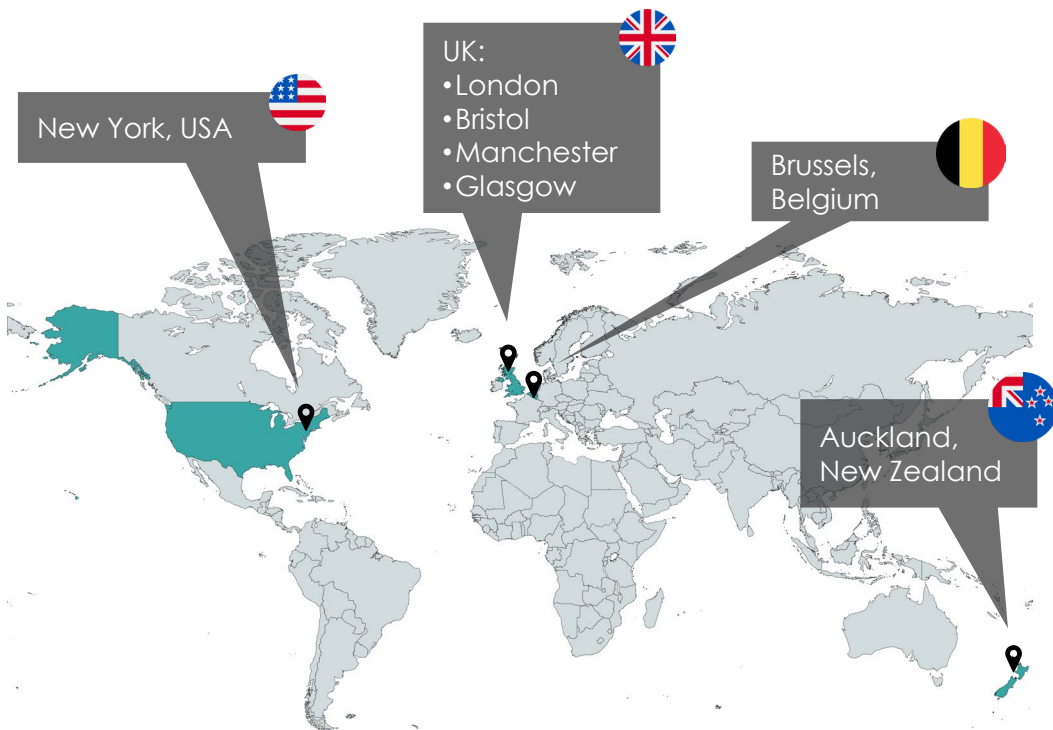 New York, USA
UK:
•London
•Bristol
•Manchester
•Glasgow
Brussels,
Belgium
Auckland,
New Zealand